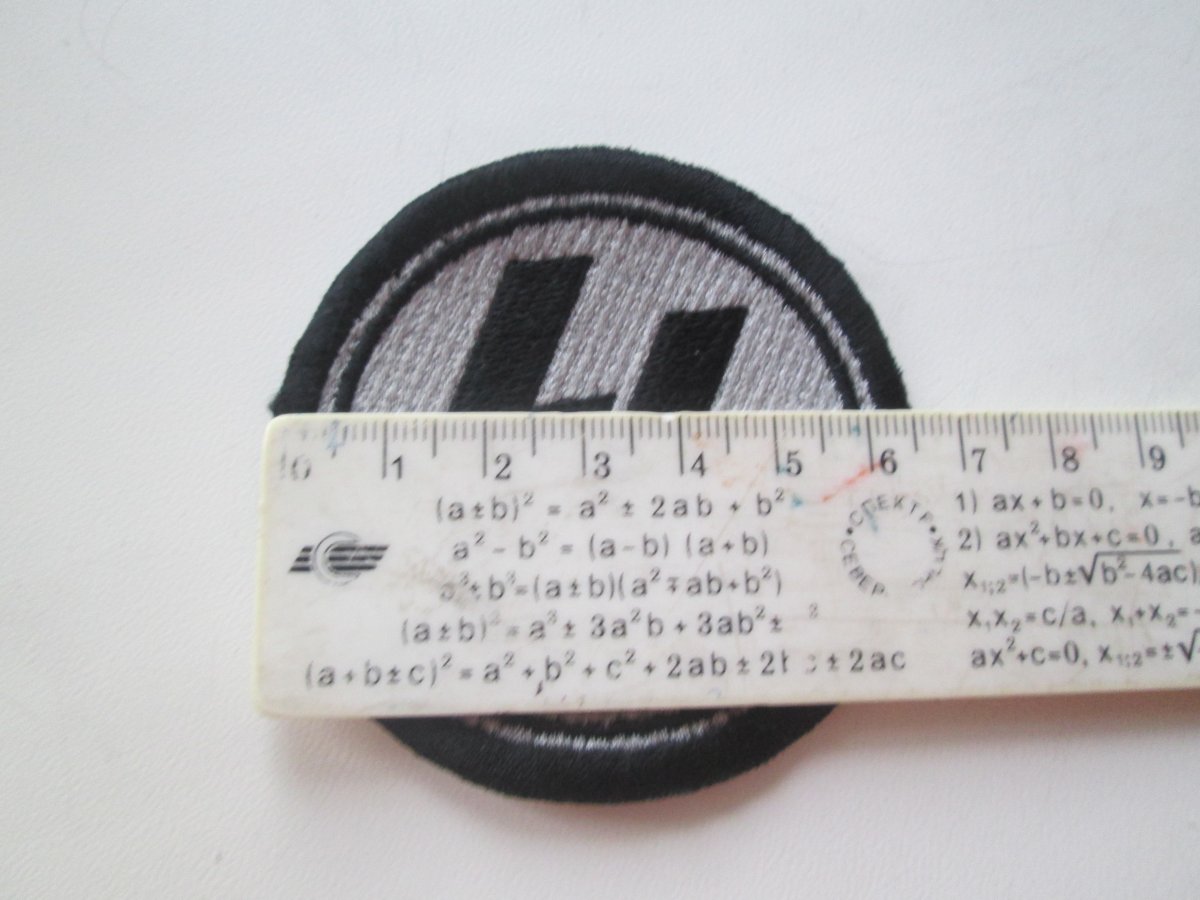 0 1 2 3 4 5 6 7 8 9
(a±b)² = a² ± 2ab + b²
a² - b² = (a-b) (a+b)
a³±b³=(a±b)(a²∓ab+b²)
(a±b)³=a³± 3a²b + 3ab²±
(a+b±c)² = a²+b²+c²+2ab±2bc±2ac
СПЕКТР
СЕВЕР
1) ax+b=0, x=-b
2) ax²+bx+c=0,
x₁;₂=(-b±√b²-4ac)
x₁x₂=c/a, x₁+x₂=-
ax²+c=0, x₁;₂=±√-